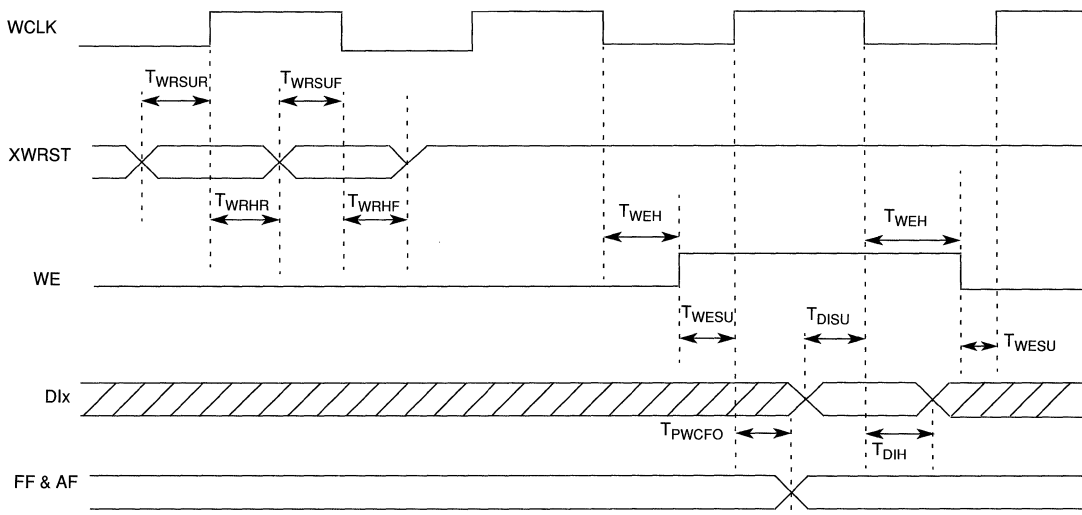 WCLK
TWRSUR
TWRSUF
XWRST
TWRHR
TWRHF
TWEH
TWEH
WE
TWESU
TDISU
TWESU
DIx
TPWCFO
TDIH
FF & AF